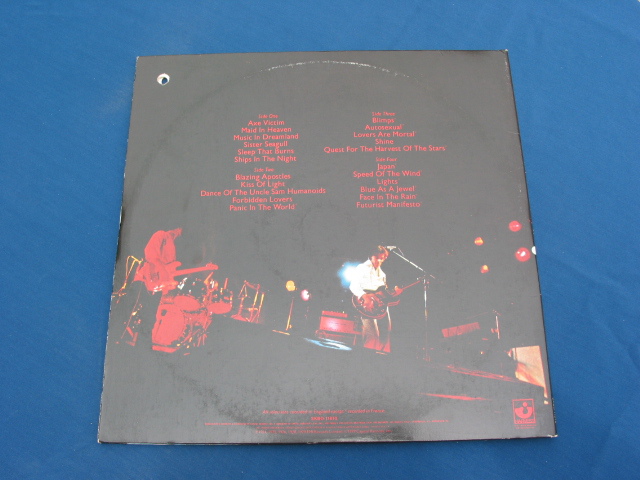 Side One
Axe Victim
Maid In Heaven
Music In Dreamland
Sister Seagull
Sleep That Burns
Ships In The Night
Side Two
Blazing Apostles
Kiss Of Light
Dance Of The Uncle Sam Humanoids
Forbidden Lovers
Panic In The World
Side Three
Blimps
Autosexual
Lovers Are Mortal
Shine
Quest For The Harvest Of The Stars
Side Four
Japan
Speed Of The Wind
Lights
Blue As A Jewel
Face In The Rain
Futurist Manifesto